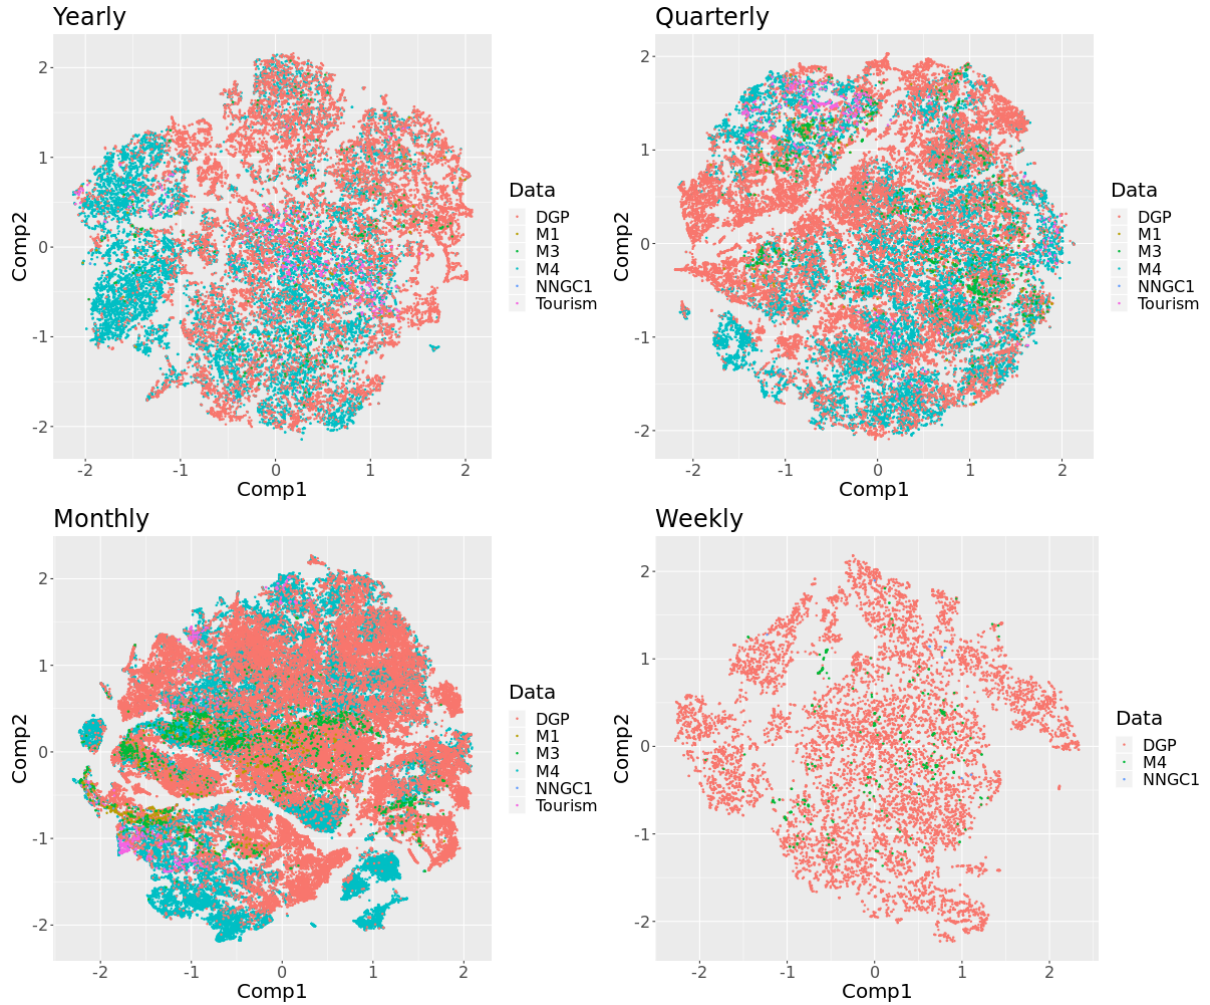 Yearly
Comp2
2
1
0
-1
-2
-2 -1 0 1 2
Comp1
Data
DGP
M1
M3
M4
NNGC1
Tourism
Quarterly
Comp2
2
1
0
-1
-2
-2 -1 0 1 2
Comp1
Data
DGP
M1
M3
M4
NNGC1
Tourism
Monthly
Comp2
2
1
0
-1
-2
-2 -1 0 1 2
Comp1
Data
DGP
M1
M3
M4
NNGC1
Tourism
Weekly
Comp2
2
1
0
-1
-2
-2 -1 0 1 2
Comp1
Data
DGP
M4
NNGC1